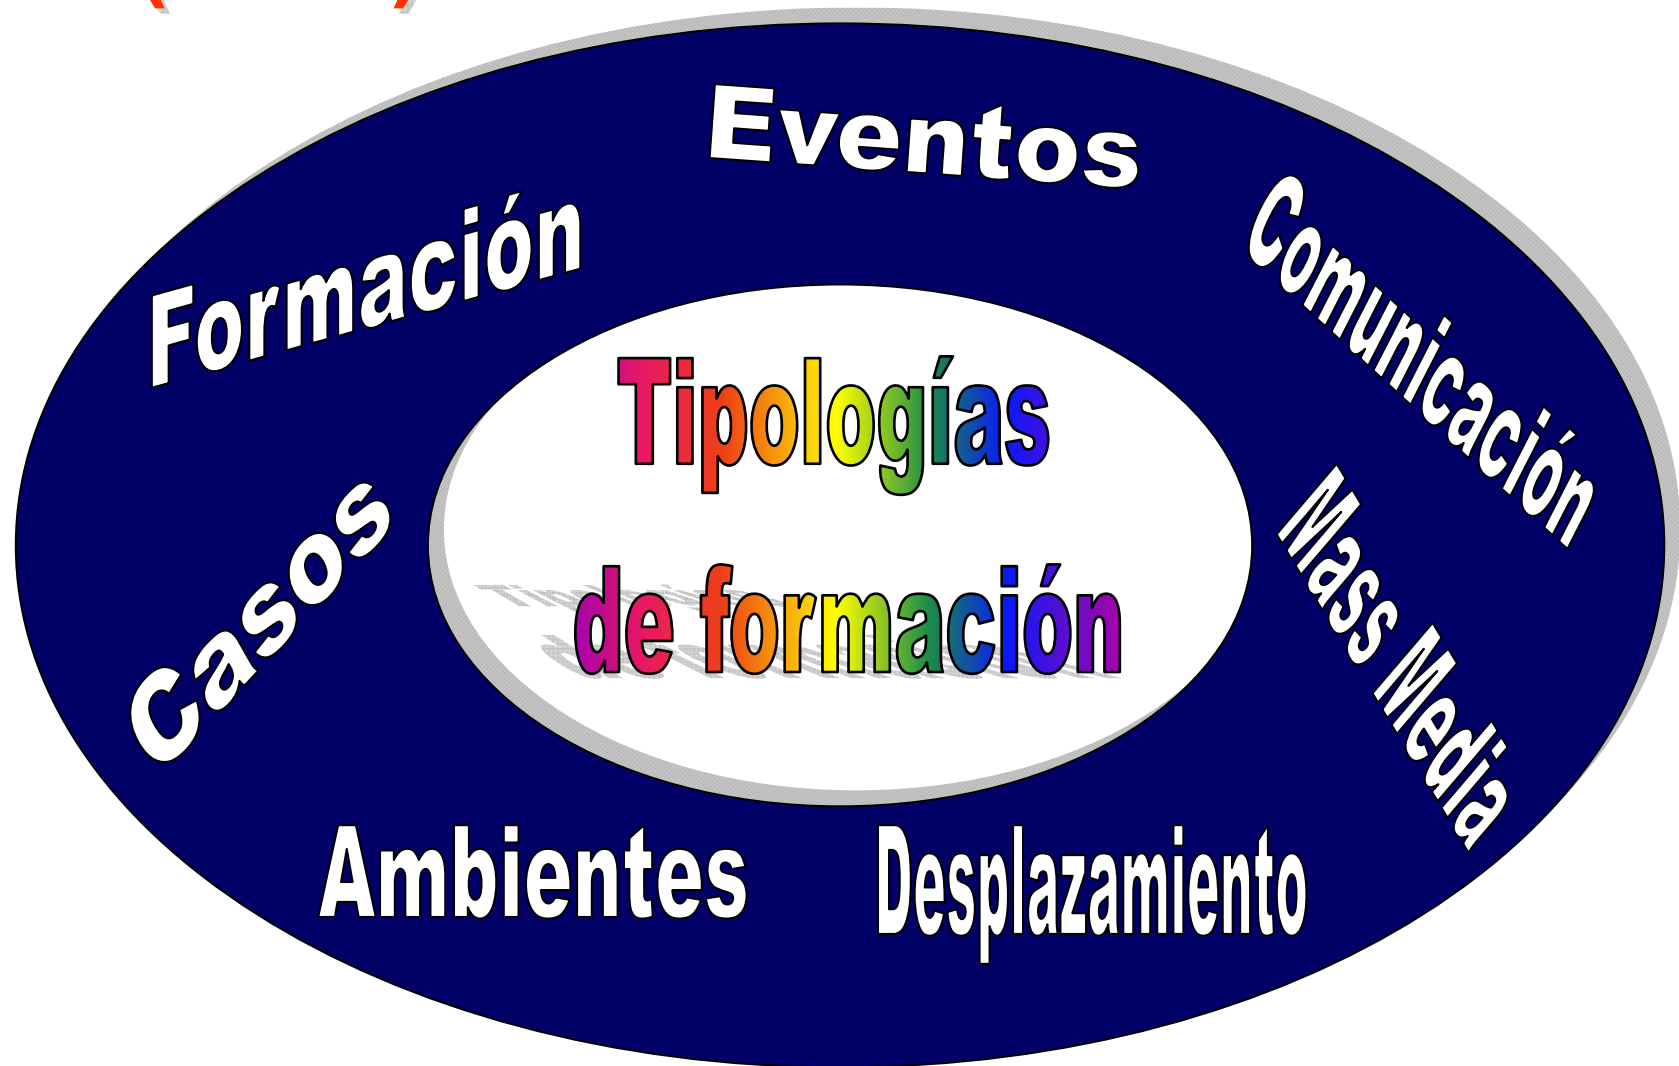 Eventos
Formación
Comunicación
Tipologías
de formación
Casos
Mass Media
Ambientes
Desplazamiento